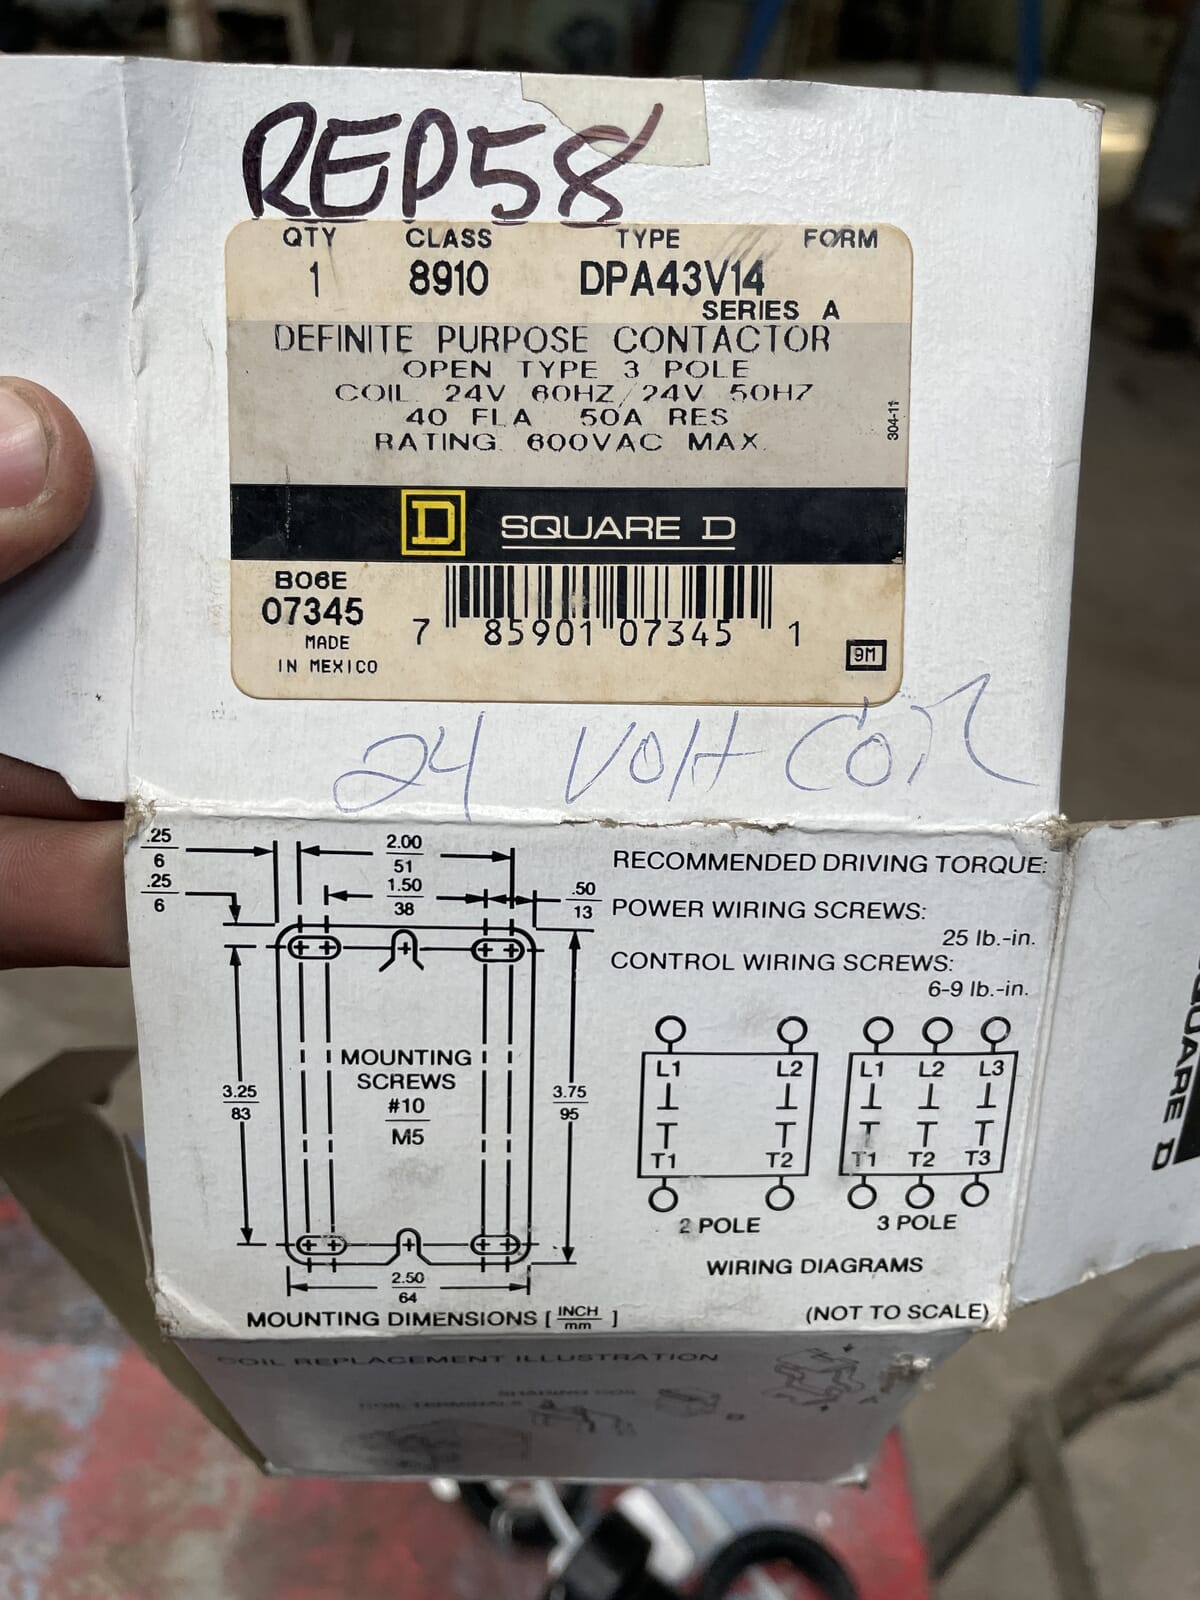 REP58
QTY CLASS TYPE FORM
1 8910 DPA43V14
SERIES A
DEFINITE PURPOSE CONTACTOR
OPEN TYPE 3 POLE
COIL 24V 60HZ/24V 50HZ
40 FLA 50A RES
RATING 600VAC MAX.
304-11
D SQUARE D
B06E
07345
MADE
IN MEXICO
7 85901 07345 1
9M
24 VOLT COIL
.25
6
.25
6
2.00
51
1.50
38
.50
13
3.25
83
MOUNTING
SCREWS
#10
M5
3.75
95
2.50
64
MOUNTING DIMENSIONS [ INCH
mm ]
RECOMMENDED DRIVING TORQUE:
POWER WIRING SCREWS:
25 lb.-in.
CONTROL WIRING SCREWS:
6-9 lb.-in.
L1 L2
T1 T2
2 POLE
L1 L2 L3
T1 T2 T3
3 POLE
WIRING DIAGRAMS
(NOT TO SCALE)
SQUARE D
COIL REPLACEMENT ILLUSTRATION
SHADING COIL
COIL TERMINALS
A
B